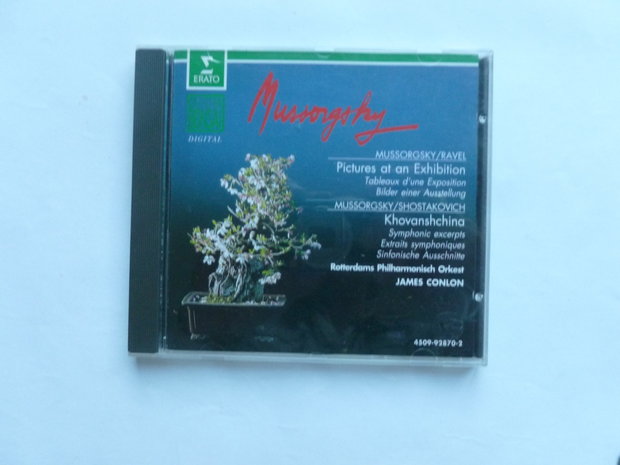 ERATO
DIGITAL
Mussorgsky
MUSSORGSKY/RAVEL
Pictures at an Exhibition
Tableaux d'une Exposition
Bilder einer Ausstellung
MUSSORGSKY/SHOSTAKOVICH
Khovanshchina
Symphonic excerpts
Extraits symphoniques
Sinfonische Ausschnitte
Rotterdams Philharmonisch Orkest
JAMES CONLON
4509-92870-2